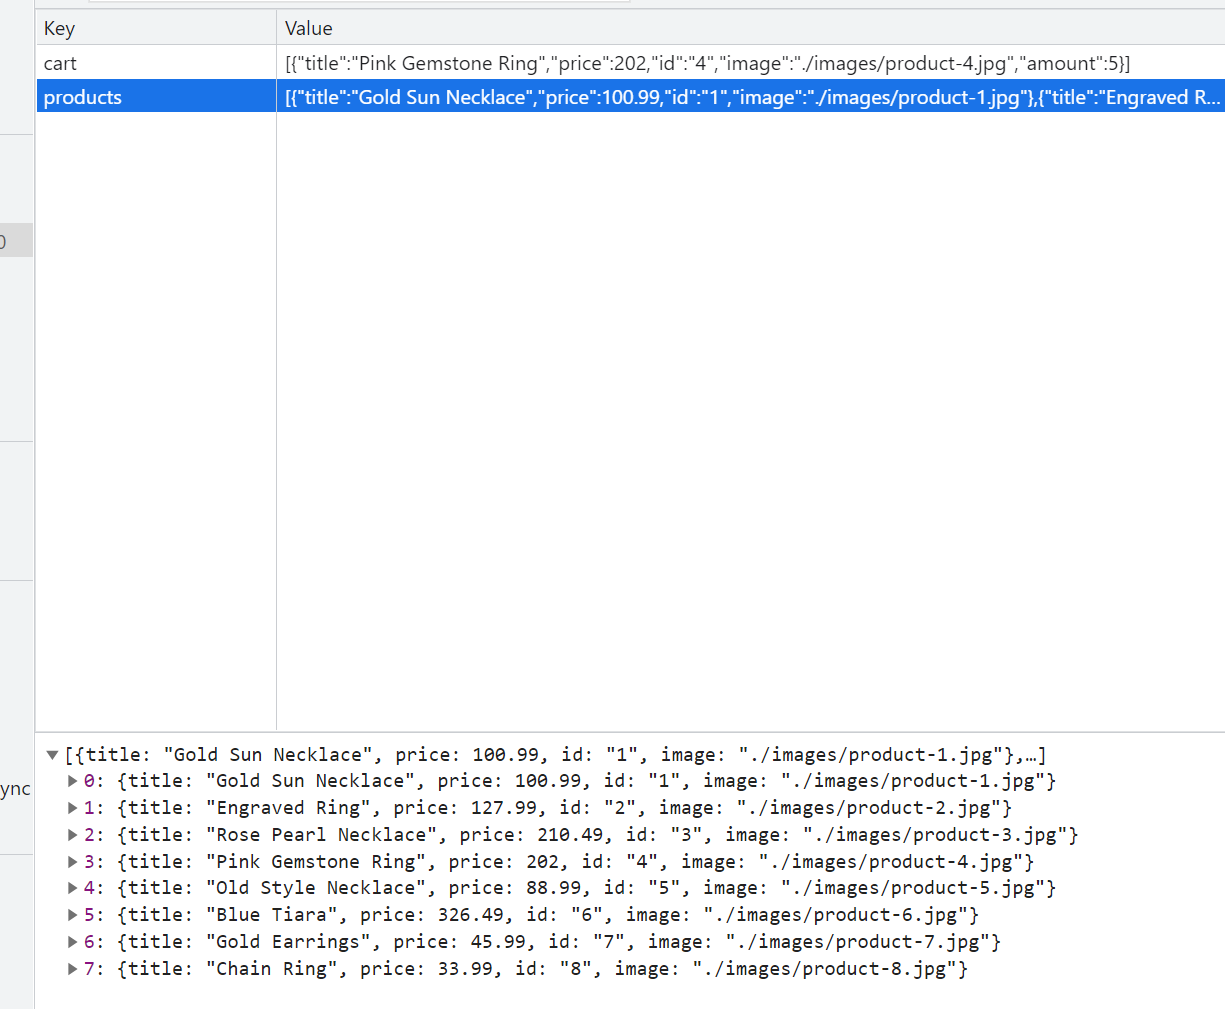 Key Value
cart [{"title":"Pink Gemstone Ring","price":202,"id":"4","image":"./images/product-4.jpg","amount":5}]
products [{"title":"Gold Sun Necklace","price":100.99,"id":"1","image":"./images/product-1.jpg"},{"title":"Engraved R...
0
ync
[{title: "Gold Sun Necklace", price: 100.99, id: "1", image: "./images/product-1.jpg"},…]
0: {title: "Gold Sun Necklace", price: 100.99, id: "1", image: "./images/product-1.jpg"}
1: {title: "Engraved Ring", price: 127.99, id: "2", image: "./images/product-2.jpg"}
2: {title: "Rose Pearl Necklace", price: 210.49, id: "3", image: "./images/product-3.jpg"}
3: {title: "Pink Gemstone Ring", price: 202, id: "4", image: "./images/product-4.jpg"}
4: {title: "Old Style Necklace", price: 88.99, id: "5", image: "./images/product-5.jpg"}
5: {title: "Blue Tiara", price: 326.49, id: "6", image: "./images/product-6.jpg"}
6: {title: "Gold Earrings", price: 45.99, id: "7", image: "./images/product-7.jpg"}
7: {title: "Chain Ring", price: 33.99, id: "8", image: "./images/product-8.jpg"}